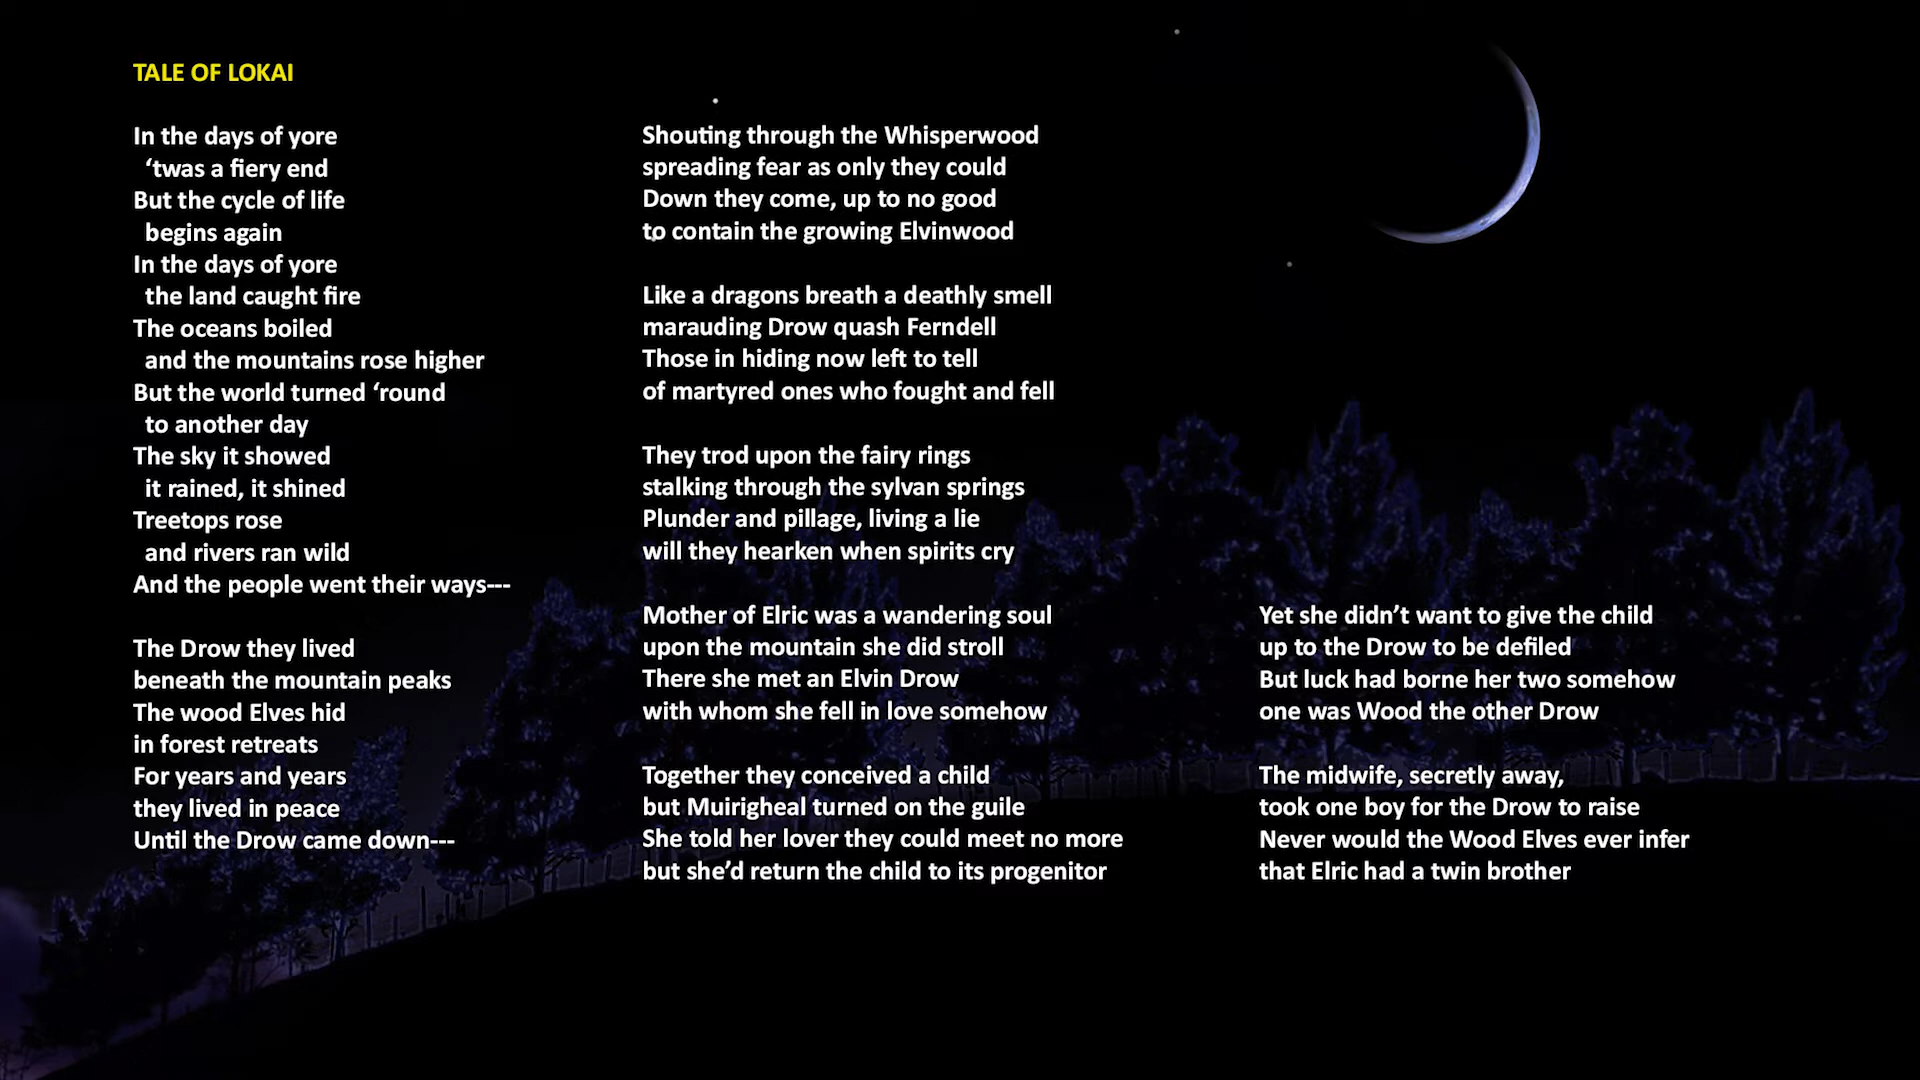 TALE OF LOKAI
In the days of yore
‘twas a fiery end
But the cycle of life
begins again
In the days of yore
the land caught fire
The oceans boiled
and the mountains rose higher
But the world turned ‘round
to another day
The sky it showed
it rained, it shined
Treetops rose
and rivers ran wild
And the people went their ways---
The Drow they lived
beneath the mountain peaks
The wood Elves hid
in forest retreats
For years and years
they lived in peace
Until the Drow came down---
Shouting through the Whisperwood
spreading fear as only they could
Down they come, up to no good
to contain the growing Elvinwood
Like a dragons breath a deathly smell
marauding Drow quash Ferndell
Those in hiding now left to tell
of martyred ones who fought and fell
They trod upon the fairy rings
stalking through the sylvan springs
Plunder and pillage, living a lie
will they hearken when spirits cry
Mother of Elric was a wandering soul
upon the mountain she did stroll
There she met an Elvin Drow
with whom she fell in love somehow
Together they conceived a child
but Muirigheal turned on the guile
She told her lover they could meet no more
but she’d return the child to its progenitor
Yet she didn’t want to give the child
up to the Drow to be defiled
But luck had borne her two somehow
one was Wood the other Drow
The midwife, secretly away,
took one boy for the Drow to raise
Never would the Wood Elves ever infer
that Elric had a twin brother